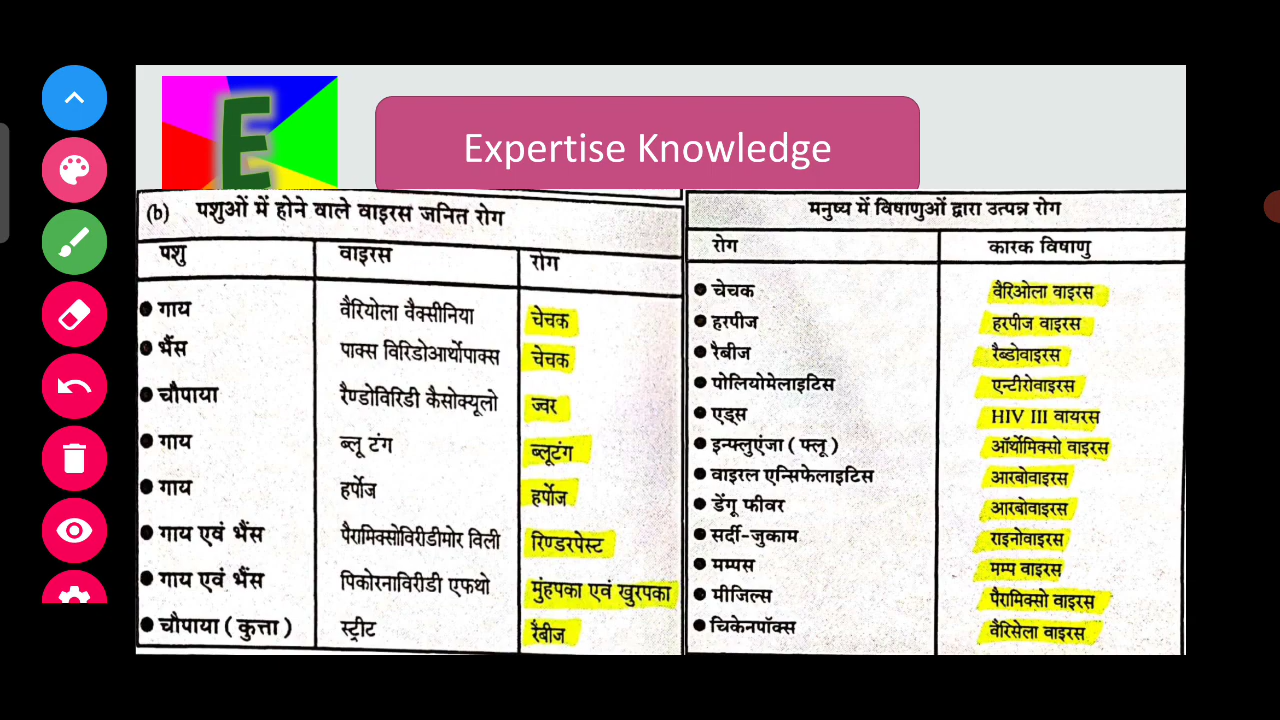 E
Expertise Knowledge
(b) पशुओं में होने वाले वाइरस जनित रोग
पशु वाइरस रोग
गाय वैरियोला वैक्सीनिया चेचक
भैंस पाक्स विरिडोआर्थोपाक्स चेचक
चौपाया रैण्डोविरिडी कैसोक्यूलो ज्वर
गाय ब्लू टंग ब्लूटंग
गाय हर्पोज हर्पोज
गाय एवं भैंस पैरामिक्सोविरीडीमोर विली रिण्डरपेस्ट
गाय एवं भैंस पिकोरनाविरीडी एफथो मुंहपका एवं खुरपका
चौपाया ( कुत्ता ) स्ट्रीट रैबीज
मनुष्य में विषाणुओं द्वारा उत्पन्न रोग
रोग कारक विषाणु
चेचक वैरिओला वाइरस
हरपीज हरपीज वाइरस
रैबीज रैब्डोवाइरस
पोलियोमेलाइटिस एन्टीरोवाइरस
एड्स HIV III वायरस
इन्फ्लुएंजा ( फ्लू ) ऑर्थोमिक्सो वाइरस
वाइरल एन्सिफेलाइटिस आरबोवाइरस
डेंगू फीवर आरबोवाइरस
सर्दी-जुकाम राइनोवाइरस
मम्पस मम्प वाइरस
मीजिल्स पैरामिक्सो वाइरस
चिकेनपॉक्स वैरिसेला वाइरस